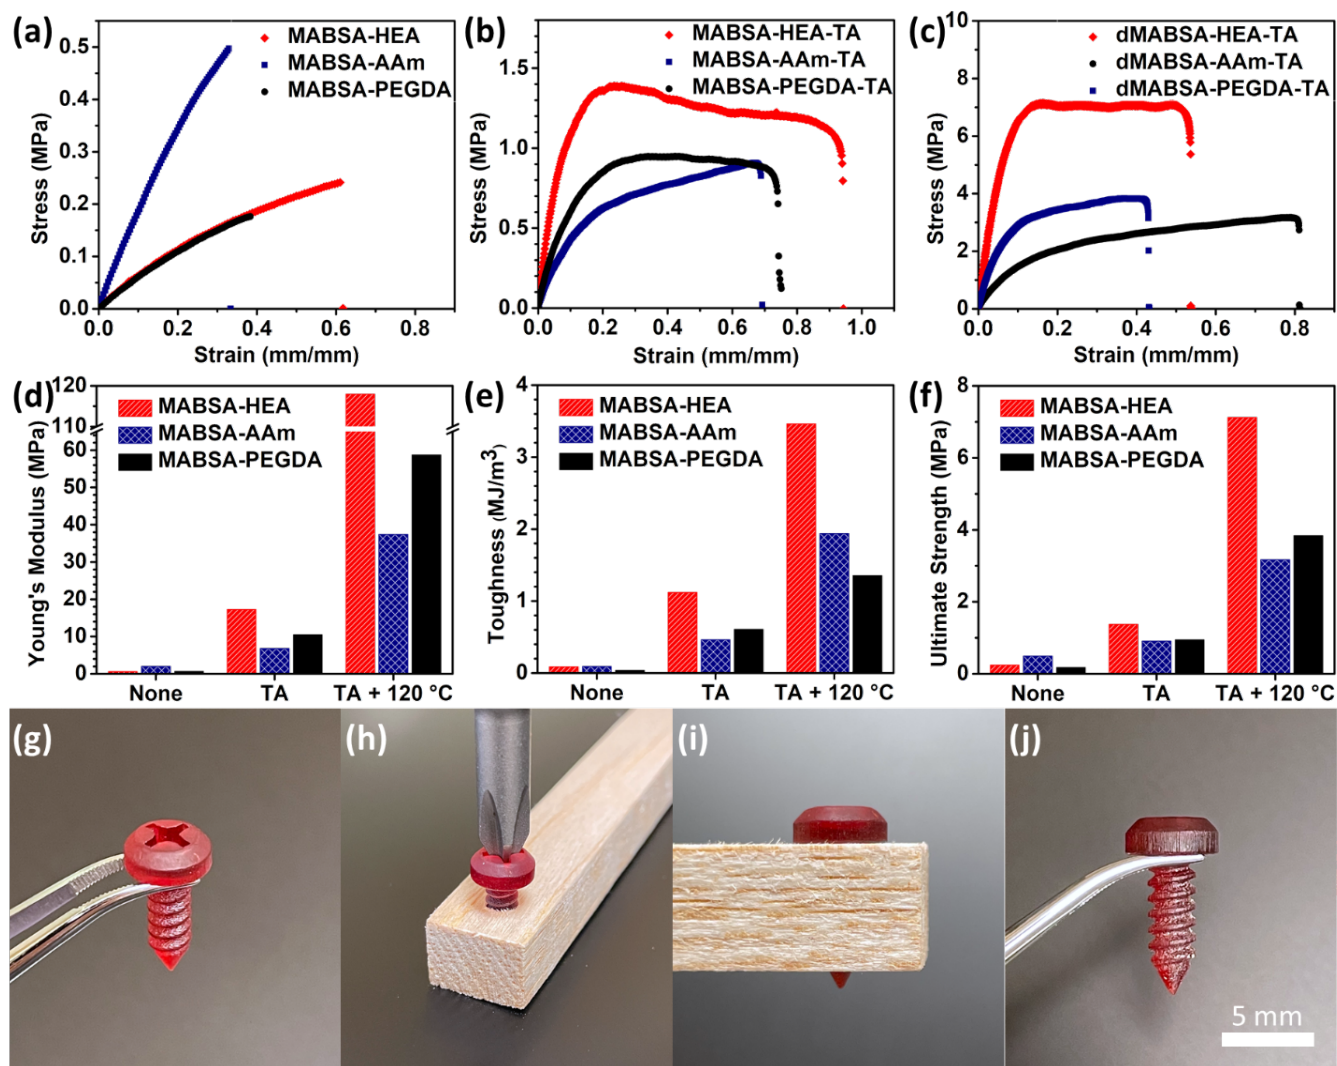 (a)
MABSA-HEA
MABSA-AAm
MABSA-PEGDA
0.5
0.4
0.3
0.2
0.1
0.0
Stress (MPa)
0.0 0.2 0.4 0.6 0.8
Strain (mm/mm)
(b)
MABSA-HEA-TA
MABSA-AAm-TA
MABSA-PEGDA-TA
1.5
1.0
0.5
0.0
Stress (MPa)
0.0 0.2 0.4 0.6 0.8 1.0
Strain (mm/mm)
(c)
dMABSA-HEA-TA
dMABSA-AAm-TA
dMABSA-PEGDA-TA
10
8
6
4
2
0
Stress (MPa)
0.0 0.2 0.4 0.6 0.8
Strain (mm/mm)
(d)
MABSA-HEA
MABSA-AAm
MABSA-PEGDA
120
110
60
50
40
30
20
10
0
Young's Modulus (MPa)
None TA TA + 120 °C
(e)
MABSA-HEA
MABSA-AAm
MABSA-PEGDA
4
3
2
1
0
Toughness (MJ/m³)
None TA TA + 120 °C
(f)
MABSA-HEA
MABSA-AAm
MABSA-PEGDA
8
6
4
2
0
Ultimate Strength (MPa)
None TA TA + 120 °C
(g)
(h)
(i)
(j)
5 mm